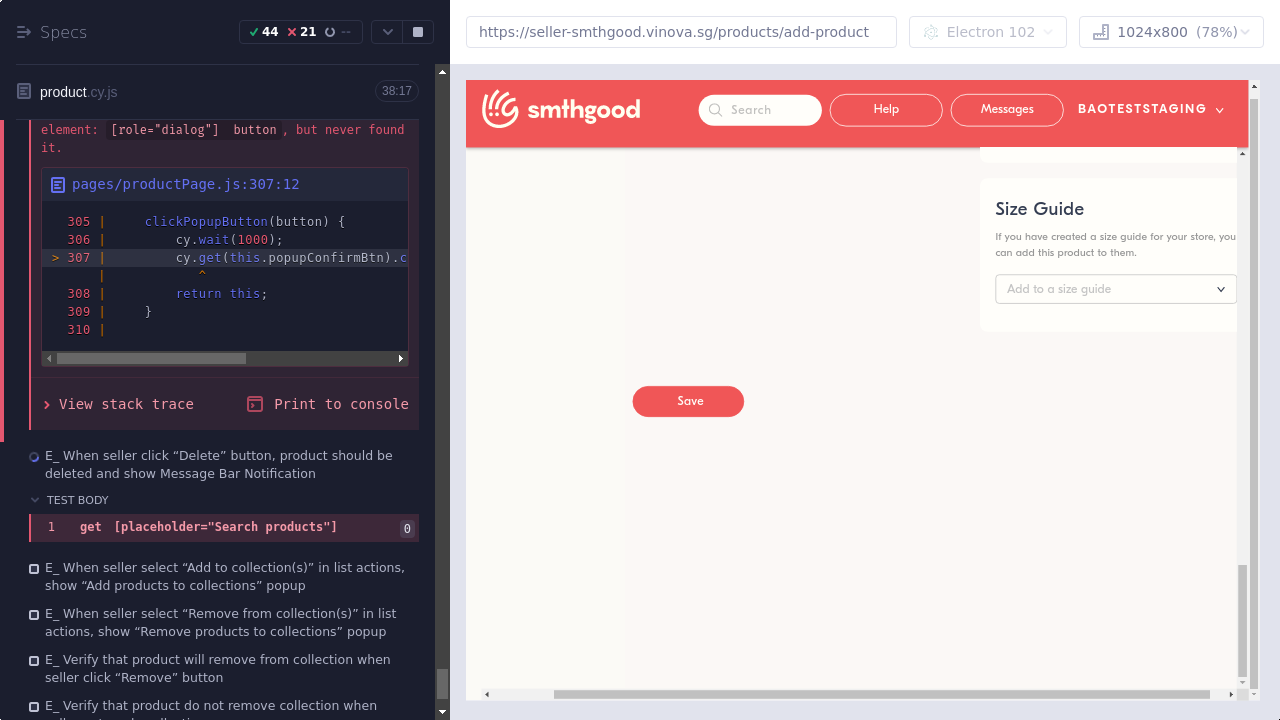 Specs
44
21
--
product.cy.js
38:17
element: [role="dialog"] button , but never found
it.
pages/productPage.js:307:12
305 | clickPopupButton(button) {
306 | cy.wait(1000);
> 307 | cy.get(this.popupConfirmBtn).c
| ^
308 | return this;
309 | }
310 |
View stack trace
Print to console
E_ When seller click “Delete” button, product should be
deleted and show Message Bar Notification
TEST BODY
1 get [placeholder="Search products"] 0
E_ When seller select “Add to collection(s)” in list actions,
show “Add products to collections” popup
E_ When seller select “Remove from collection(s)” in list
actions, show “Remove products to collections” popup
E_ Verify that product will remove from collection when
seller click “Remove” button
E_ Verify that product do not remove collection when
https://seller-smthgood.vinova.sg/products/add-product
Electron 102
1024x800 (78%)
smthgood
Search
Help
Messages
BAOTESTSTAGING
Size Guide
If you have created a size guide for your store, you
can add this product to them.
Add to a size guide
Save